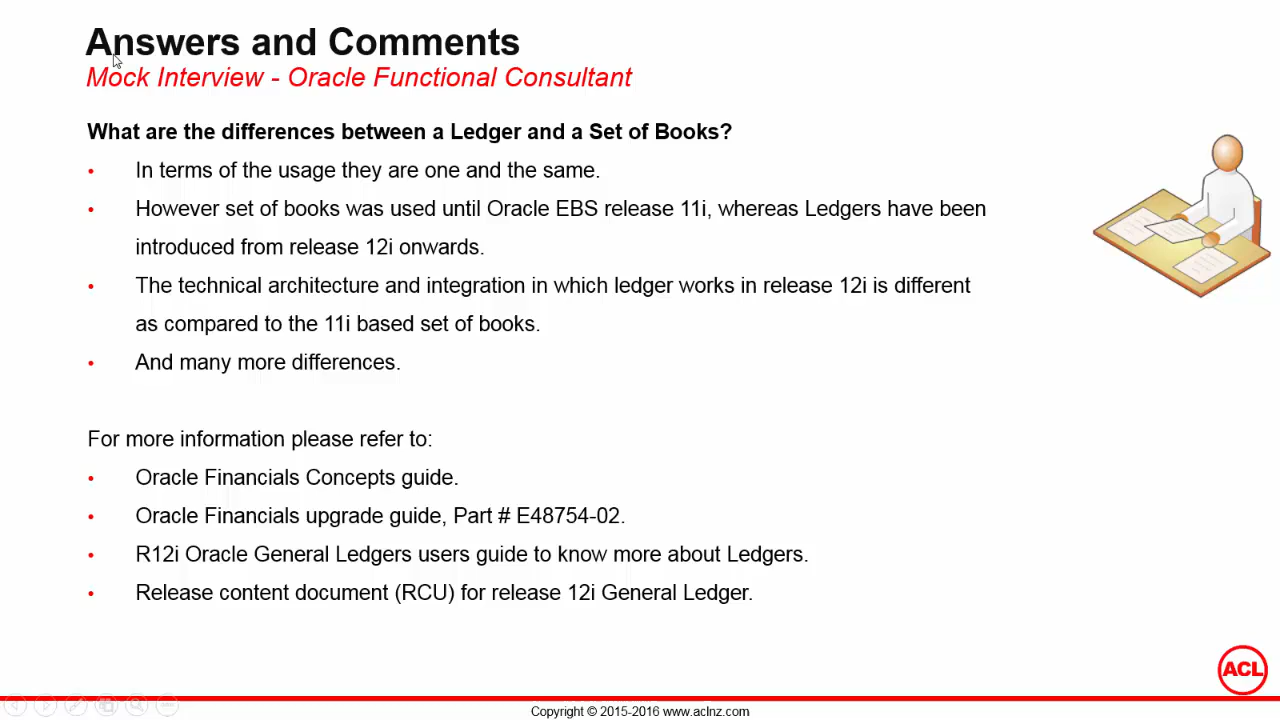 Answers and Comments
Mock Interview - Oracle Functional Consultant
What are the differences between a Ledger and a Set of Books?
• In terms of the usage they are one and the same.
• However set of books was used until Oracle EBS release 11i, whereas Ledgers have been
introduced from release 12i onwards.
• The technical architecture and integration in which ledger works in release 12i is different
as compared to the 11i based set of books.
• And many more differences.
For more information please refer to:
• Oracle Financials Concepts guide.
• Oracle Financials upgrade guide, Part # E48754-02.
• R12i Oracle General Ledgers users guide to know more about Ledgers.
• Release content document (RCU) for release 12i General Ledger.
ACL
Copyright © 2015-2016 www.aclnz.com